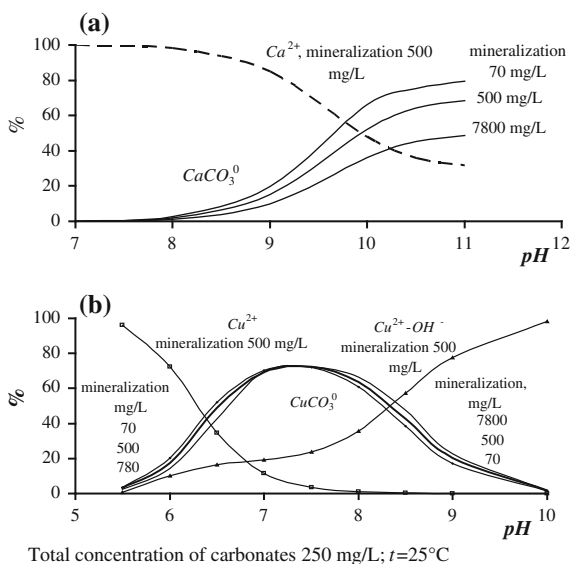 (a)
100
80
60
40
20
0
%
Ca²⁺, mineralization 500
mg/L
mineralization
70 mg/L
500 mg/L
7800 mg/L
CaCO₃⁰
7 8 9 10 11 12
pH
(b)
100
80
60
40
20
0
%
Cu²⁺
mineralization 500 mg/L
Cu²⁺-OH⁻
mineralization 500
mg/L
mineralization
mg/L
70
500
780
CuCO₃⁰
mineralization,
mg/L
7800
500
70
5 6 7 8 9 10
pH
Total concentration of carbonates 250 mg/L; t=25°C